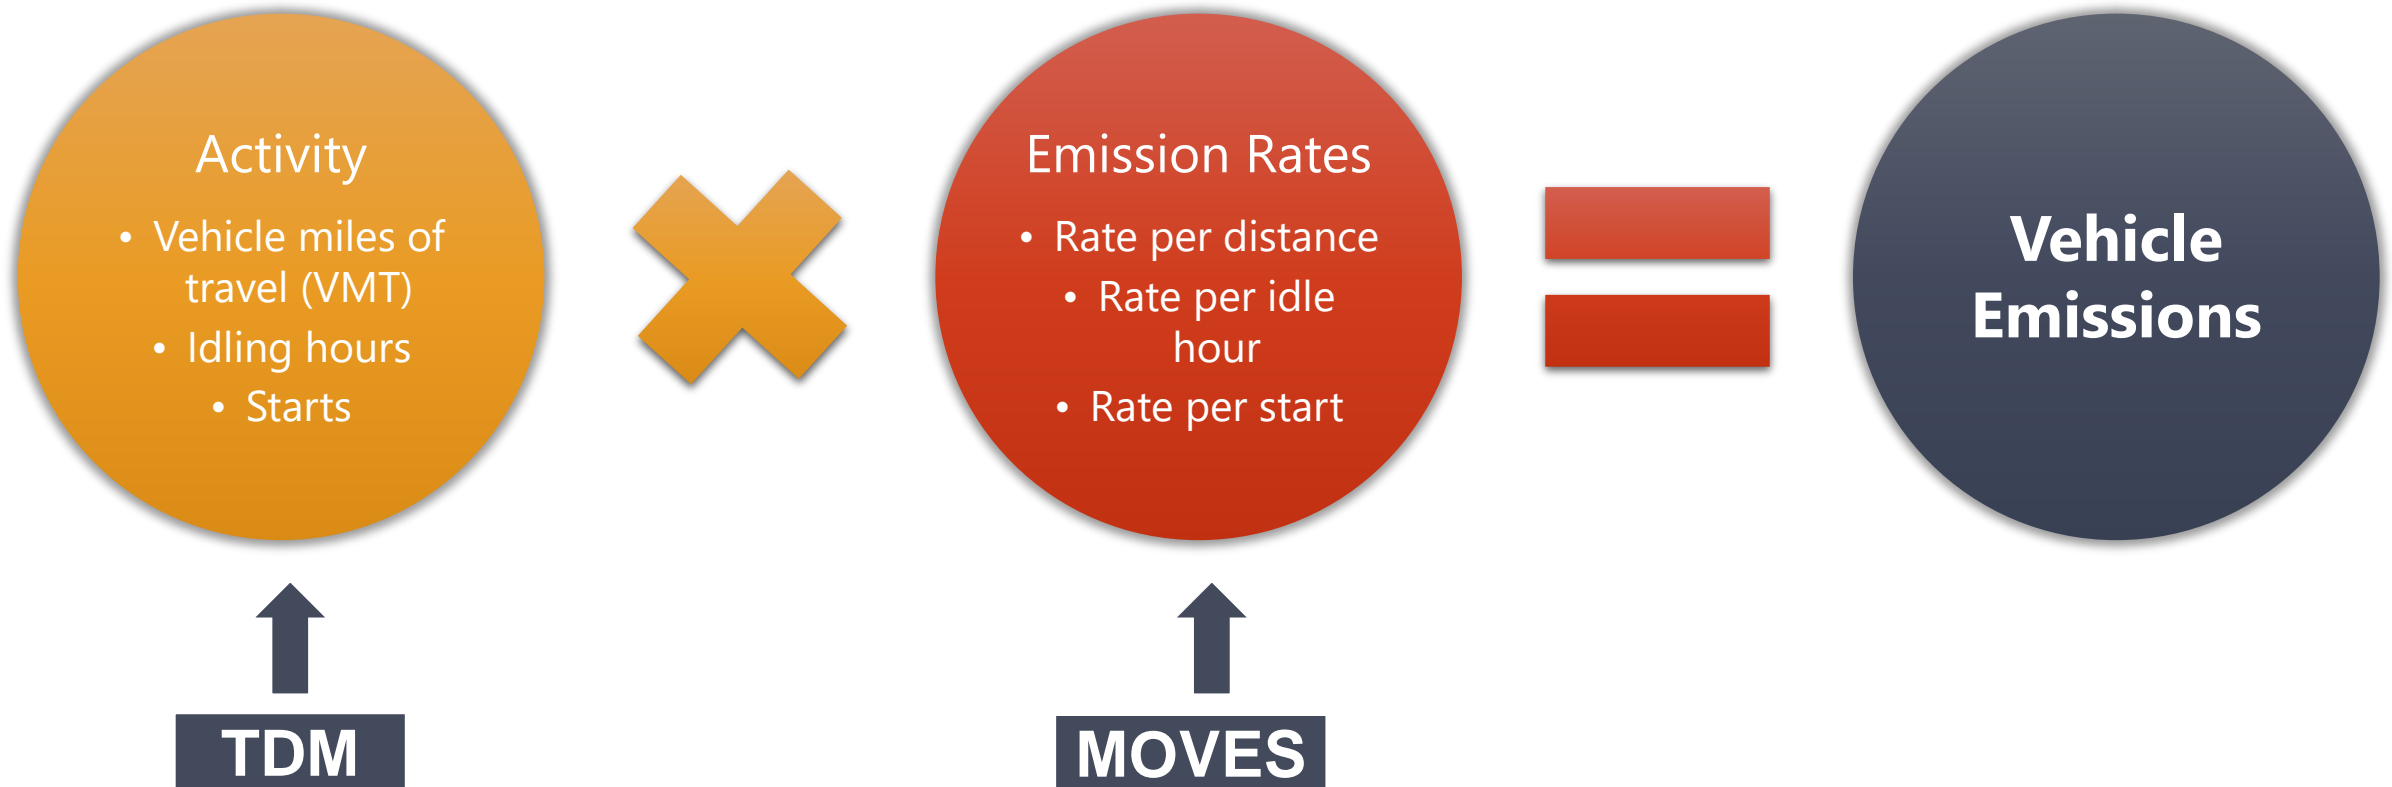 Activity
• Vehicle miles of
travel (VMT)
• Idling hours
• Starts
Emission Rates
• Rate per distance
• Rate per idle
hour
• Rate per start
Vehicle
Emissions
TDM
MOVES